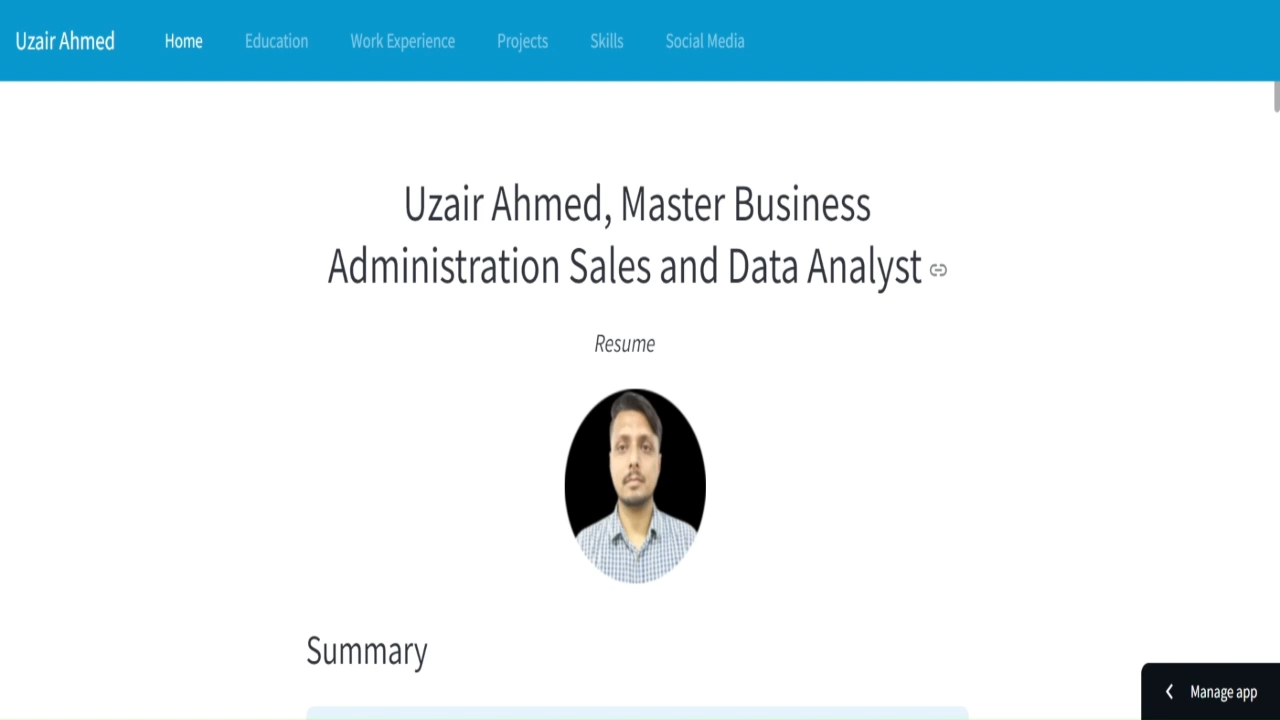 Uzair Ahmed Home Education Work Experience Projects Skills Social Media
Uzair Ahmed, Master Business
Administration Sales and Data Analyst
Resume
Summary
Manage app